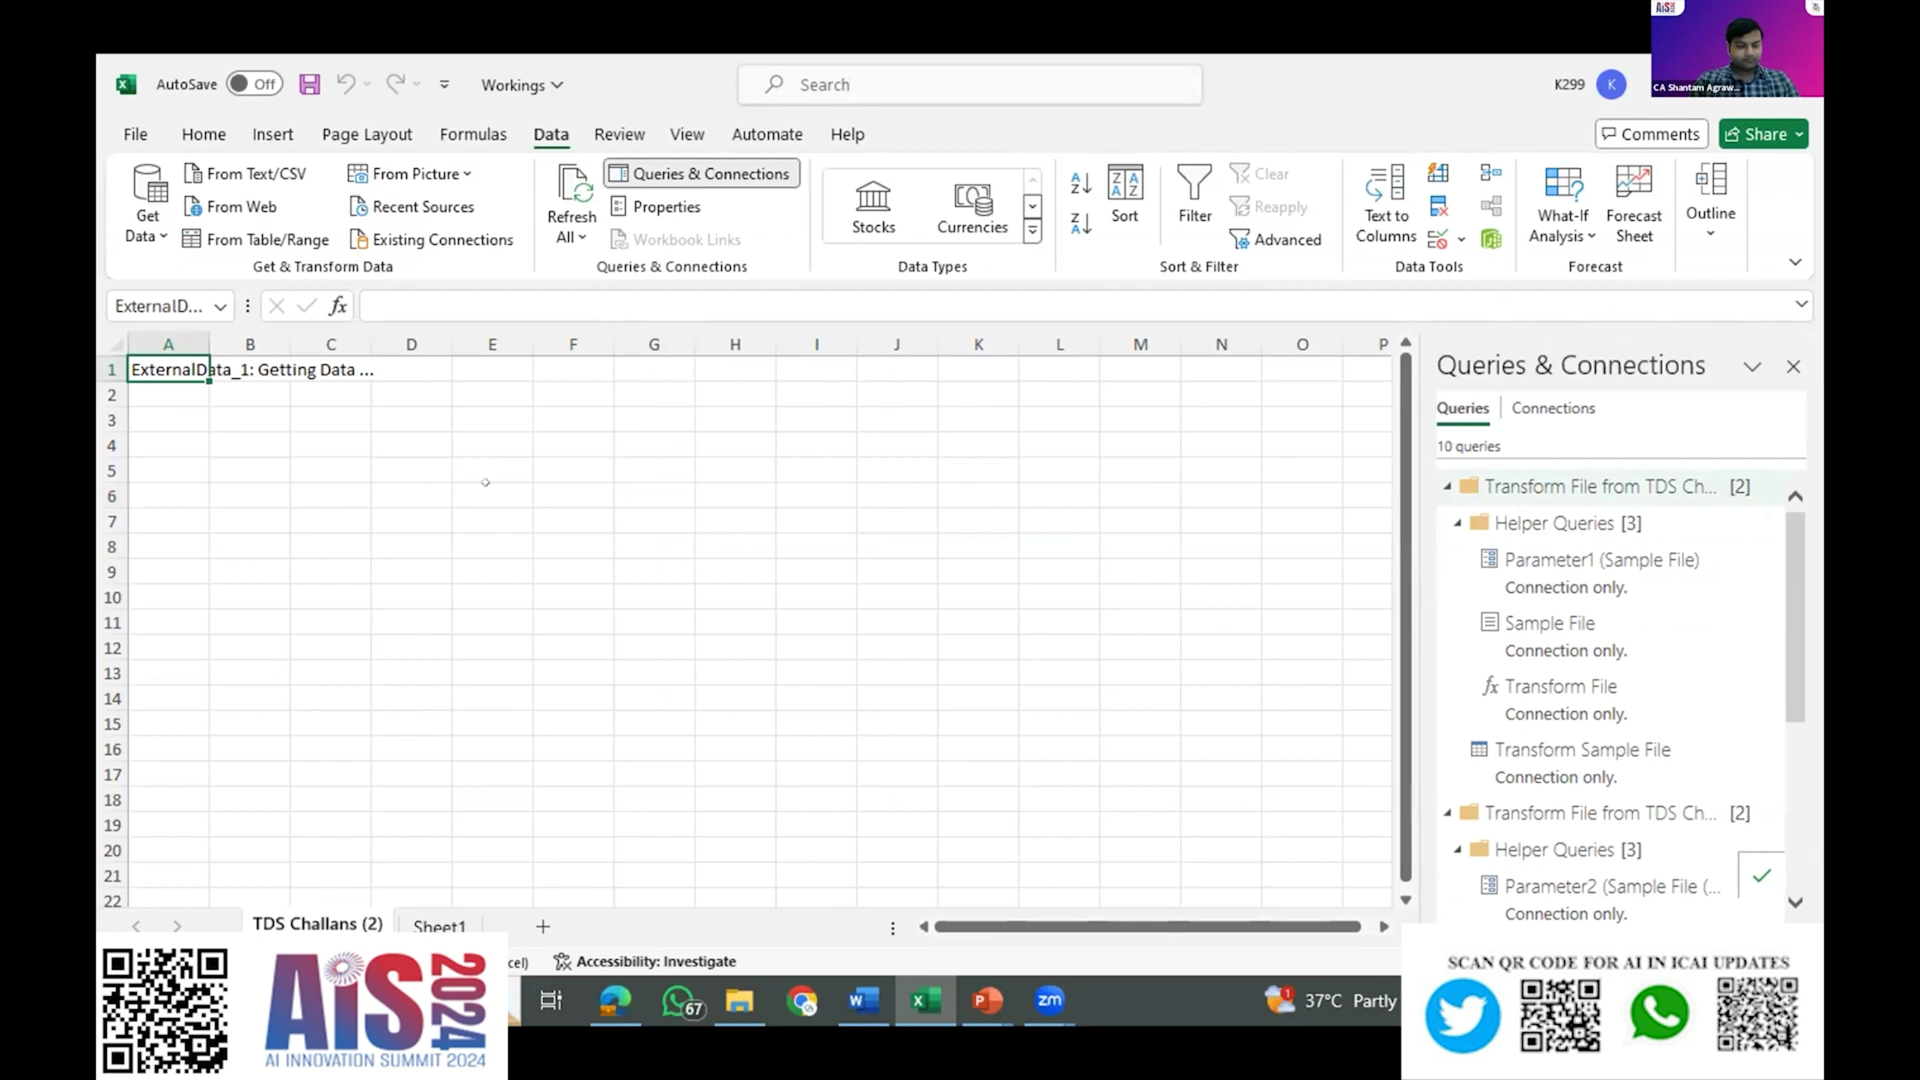 AiS
CA Shantam Agraw...
AutoSave Off
Workings
Search
K299 K
File Home Insert Page Layout Formulas Data Review View Automate Help
Comments Share
Get Data
From Text/CSV
From Web
From Table/Range
From Picture
Recent Sources
Existing Connections
Get & Transform Data
Refresh All
Queries & Connections
Properties
Workbook Links
Queries & Connections
Stocks
Currencies
Data Types
Sort
Filter
Clear
Reapply
Advanced
Sort & Filter
Text to Columns
Data Tools
What-If Analysis
Forecast Sheet
Forecast
Outline
ExternalD... fx
A B C D E F G H I J K L M N O P
1 ExternalData_1: Getting Data ...
2
3
4
5
6
7
8
9
10
11
12
13
14
15
16
17
18
19
20
21
22
Queries & Connections
Queries Connections
10 queries
Transform File from TDS Ch... [2]
Helper Queries [3]
Parameter1 (Sample File)
Connection only.
Sample File
Connection only.
fx Transform File
Connection only.
Transform Sample File
Connection only.
Transform File from TDS Ch... [2]
Helper Queries [3]
Parameter2 (Sample File (...
Connection only.
TDS Challans (2) Sheet1
cel) Accessibility: Investigate
AiS 2024
AI INNOVATION SUMMIT 2024
67
zm
1
37°C Partly
SCAN QR CODE FOR AI IN ICAI UPDATES